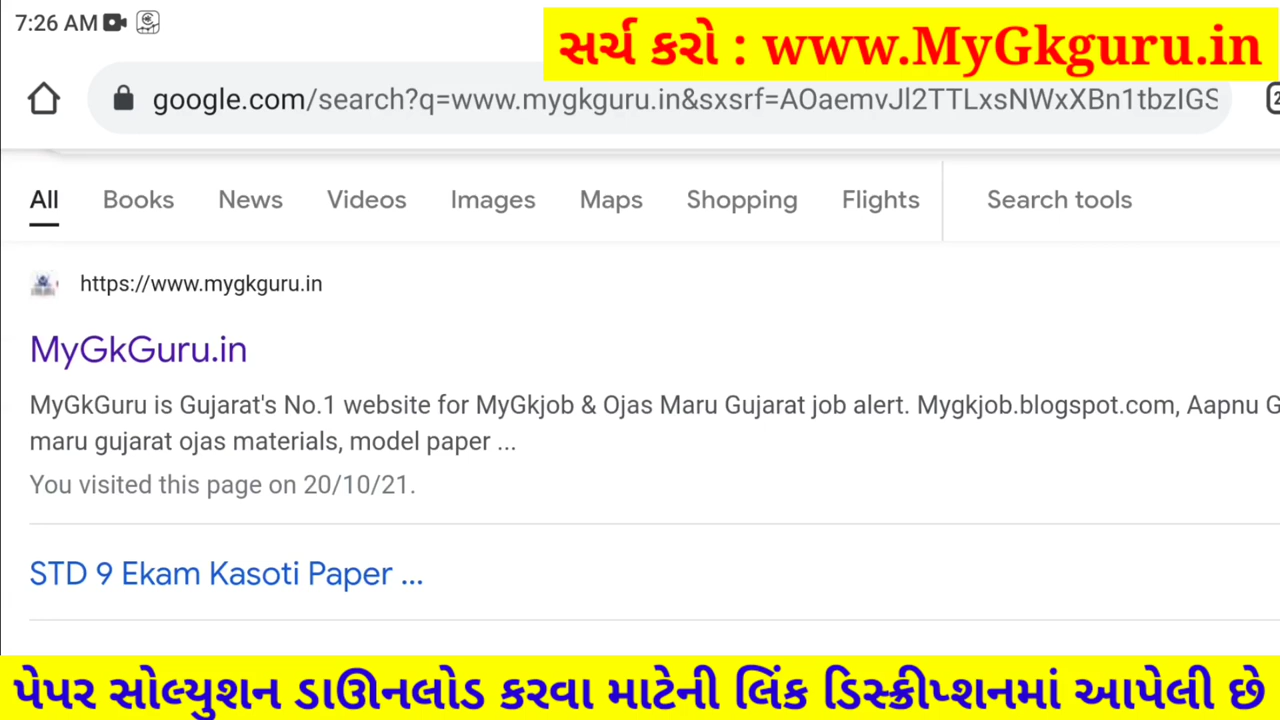 7:26 AM
સર્ચ કરો : www.MyGkguru.in
google.com/search?q=www.mygkguru.in&sxsrf=AOaemvJl2TTLxsNWxXBn1tbzIGS
All Books News Videos Images Maps Shopping Flights Search tools
https://www.mygkguru.in
MyGkGuru.in
MyGkGuru is Gujarat's No.1 website for MyGkjob & Ojas Maru Gujarat job alert. Mygkjob.blogspot.com, Aapnu G
maru gujarat ojas materials, model paper ...
You visited this page on 20/10/21.
STD 9 Ekam Kasoti Paper ...
પેપર સોલ્યુશન ડાઊનલોડ કરવા માટેની લિંક ડિસ્ક્રીપ્શનમાં આપેલી છે